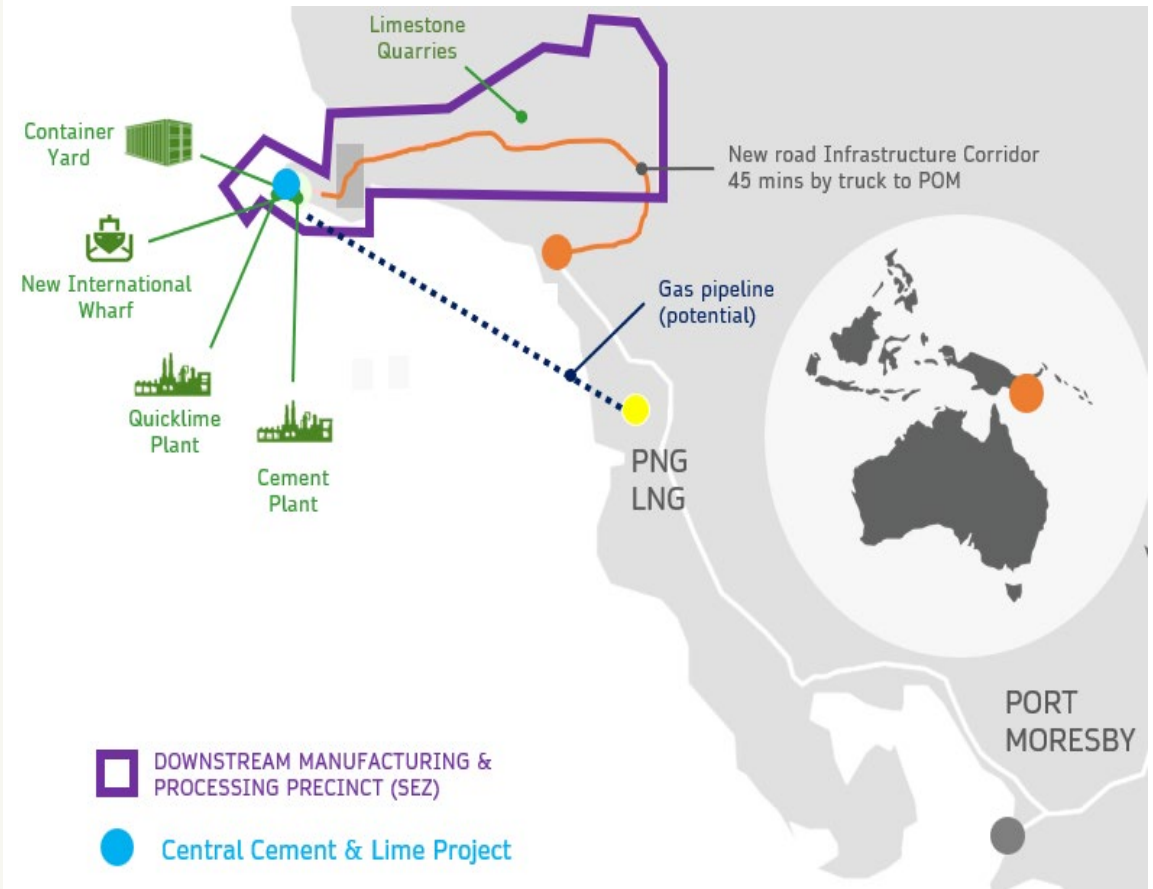 Limestone
Quarries
Container
Yard
New road Infrastructure Corridor
45 mins by truck to POM
New International
Wharf
Gas pipeline
(potential)
Quicklime
Plant
Cement
Plant
PNG
LNG
PORT
MORESBY
DOWNSTREAM MANUFACTURING &
PROCESSING PRECINCT (SEZ)
Central Cement & Lime Project